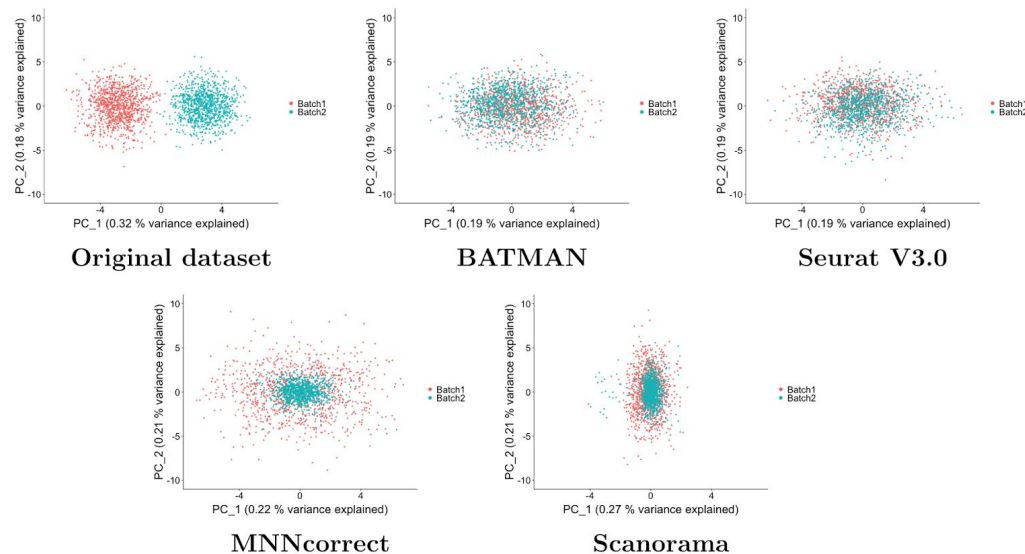 10
5
0
-5
-10
PC_2 (0.18 % variance explained)
-4
0
4
PC_1 (0.32 % variance explained)
Batch1
Batch2
Original dataset
10
5
0
-5
-10
PC_2 (0.19 % variance explained)
-4
0
4
PC_1 (0.19 % variance explained)
Batch1
Batch2
BATMAN
10
5
0
-5
-10
PC_2 (0.19 % variance explained)
-4
0
4
PC_1 (0.19 % variance explained)
Batch1
Batch2
Seurat V3.0
10
5
0
-5
-10
PC_2 (0.21 % variance explained)
-4
0
4
PC_1 (0.22 % variance explained)
Batch1
Batch2
MNNcorrect
10
5
0
-5
-10
PC_2 (0.21 % variance explained)
-4
0
4
PC_1 (0.27 % variance explained)
Batch1
Batch2
Scanorama